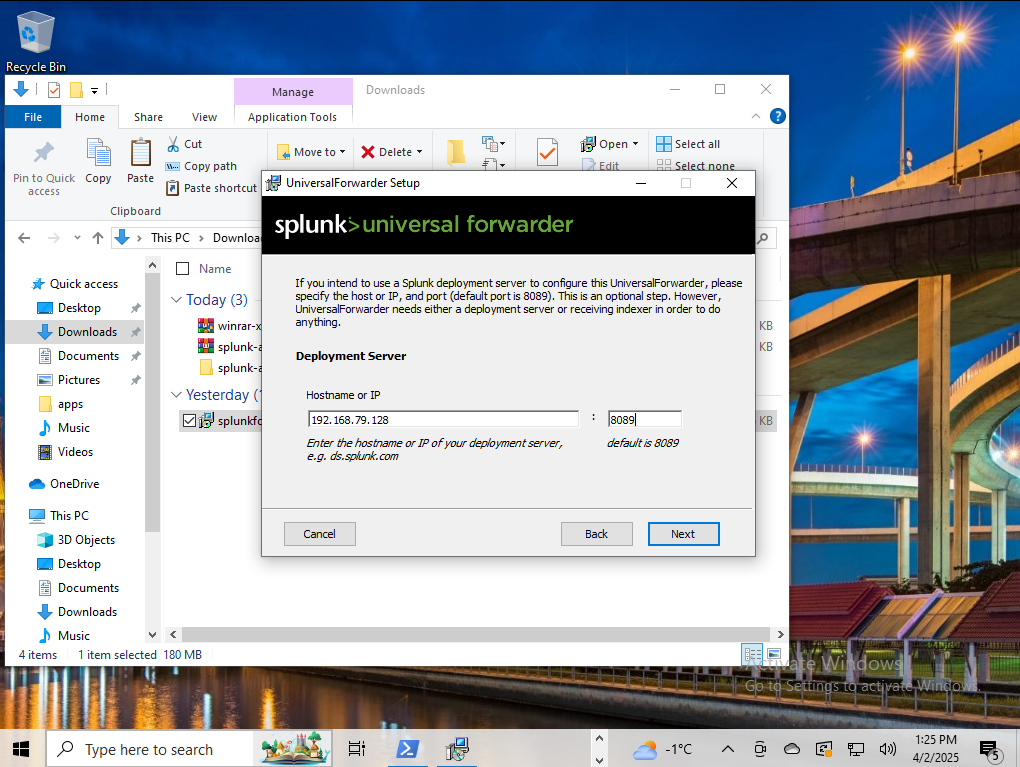 Recycle Bin
Manage
Downloads
File
Home
Share
View
Application Tools
Pin to Quick
access
Copy
Paste
Cut
Copy path
Paste shortcut
Move to
Delete
Open
Edit
Select all
Select none
Clipboard
This PC
Name
Quick access
Desktop
Downloads
Documents
Pictures
apps
Music
Videos
OneDrive
This PC
3D Objects
Desktop
Documents
Downloads
Music
Today (3)
winrar-x
splunk-a
splunk-a
Yesterday (
splunkfo
KB
KB
KB
4 items
1 item selected 180 MB
UniversalForwarder Setup
splunk>universal forwarder
If you intend to use a Splunk deployment server to configure this UniversalForwarder, please
specify the host or IP, and port (default port is 8089). This is an optional step. However,
UniversalForwarder needs either a deployment server or receiving indexer in order to do
anything.
Deployment Server
Hostname or IP
192.168.79.128 : 8089
Enter the hostname or IP of your deployment server,
e.g. ds.splunk.com
default is 8089
Cancel
Back
Next
Activate Windows
Go to Settings to activate Windows.
Type here to search
-1°C
1:25 PM
4/2/2025
5